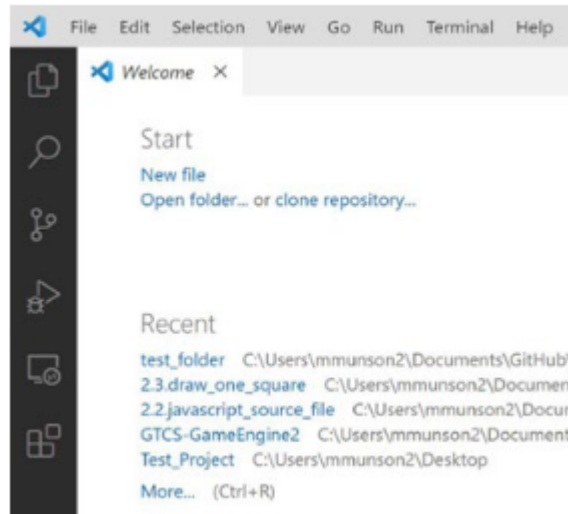 File Edit Selection View Go Run Terminal Help
Welcome
Start
New file
Open folder... or clone repository...
Recent
test_folder C:\Users\mmunson2\Documents\GitHub\
2.3.draw_one_square C:\Users\mmunson2\Documen
2.2.javascript_source_file C:\Users\mmunson2\Docum
GTCS-GameEngine2 C:\Users\mmunson2\Document
Test_Project C:\Users\mmunson2\Desktop
More... (Ctrl+R)